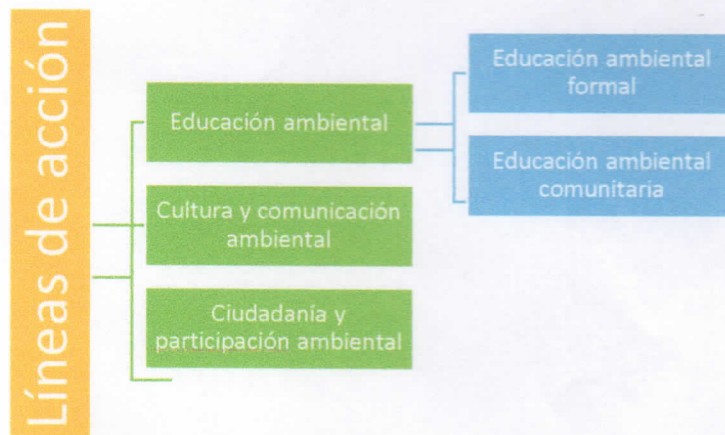 Líneas de acción
Educación ambiental
Cultura y comunicación
ambiental
Ciudadanía y
participación ambiental
Educación ambiental
formal
Educación ambiental
comunitaria